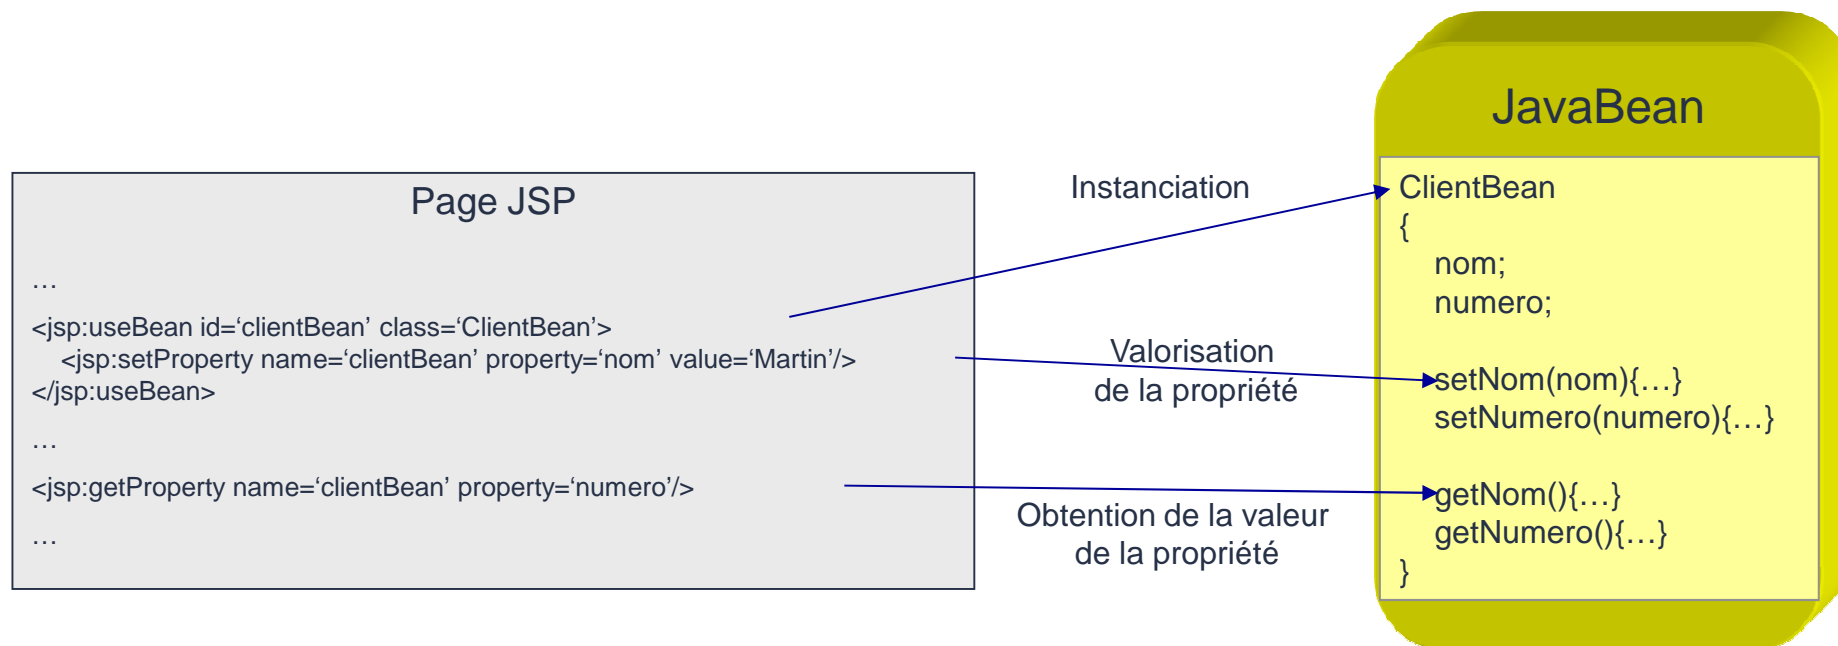 Page JSP
…
<jsp:useBean id=‘clientBean’ class=‘ClientBean’>
<jsp:setProperty name=‘clientBean’ property=‘nom’ value=‘Martin’/>
</jsp:useBean>
…
<jsp:getProperty name=‘clientBean’ property=‘numero’/>
…
Instanciation
Valorisation
de la propriété
Obtention de la valeur
de la propriété
JavaBean
ClientBean
{
nom;
numero;
setNom(nom){…}
setNumero(numero){…}
getNom(){…}
getNumero(){…}
}